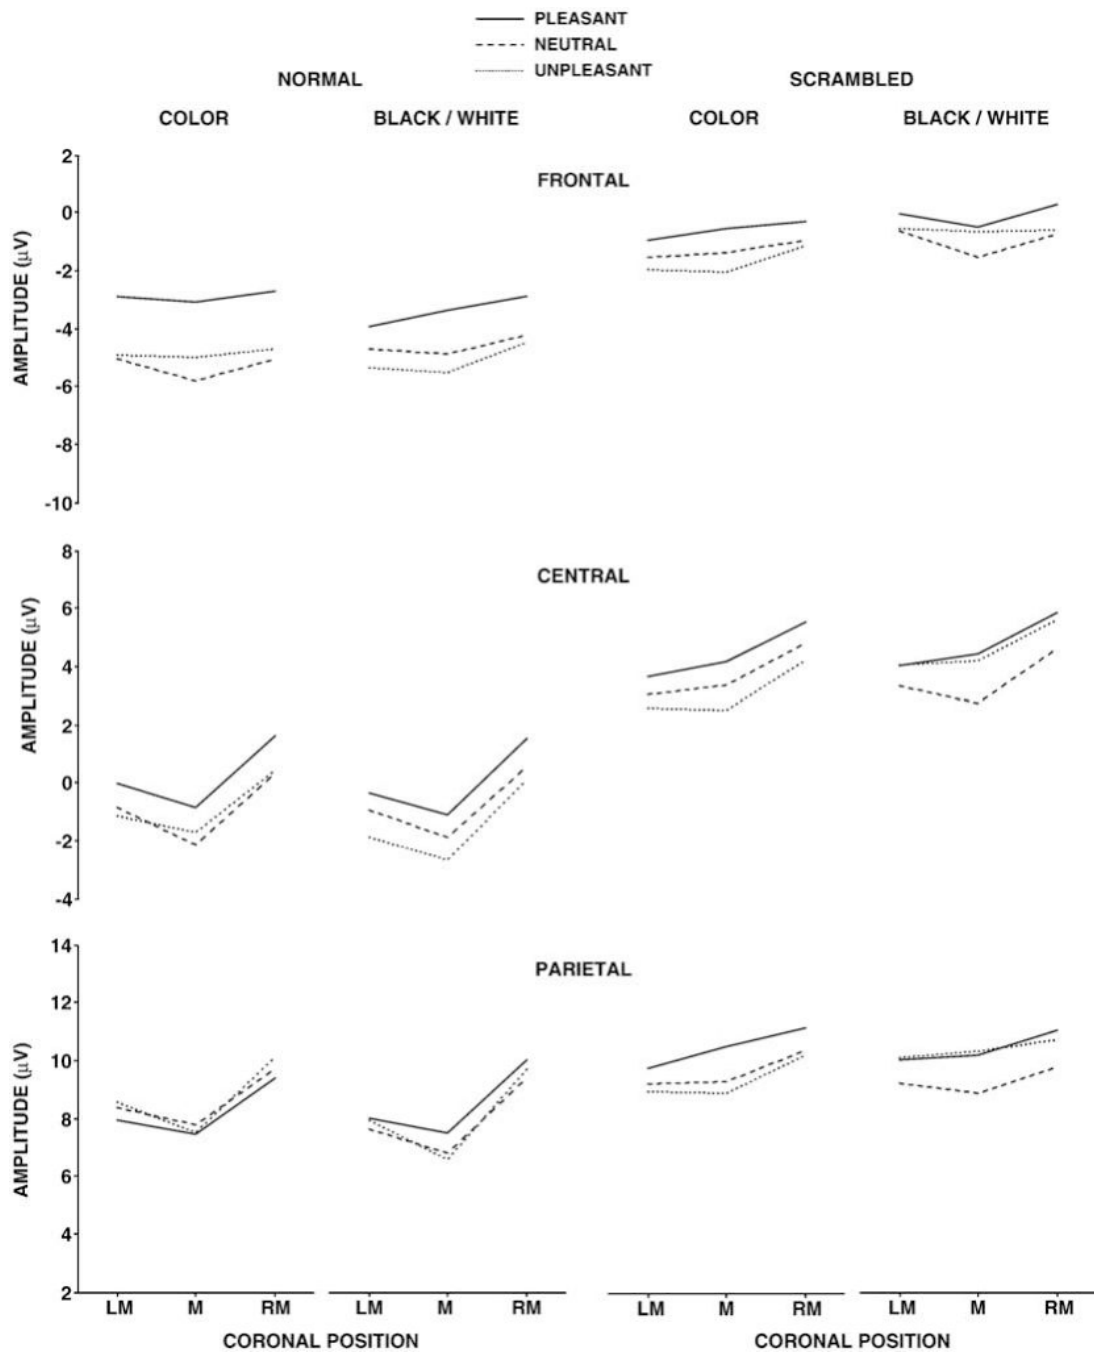 PLEASANT
NEUTRAL
UNPLEASANT
NORMAL
SCRAMBLED
COLOR
BLACK / WHITE
COLOR
BLACK / WHITE
FRONTAL
AMPLITUDE (μV)
2
0
-2
-4
-6
-8
-10
CENTRAL
AMPLITUDE (μV)
8
6
4
2
0
-2
-4
PARIETAL
AMPLITUDE (μV)
14
12
10
8
6
4
2
LM M RM LM M RM LM M RM LM M RM
CORONAL POSITION
CORONAL POSITION